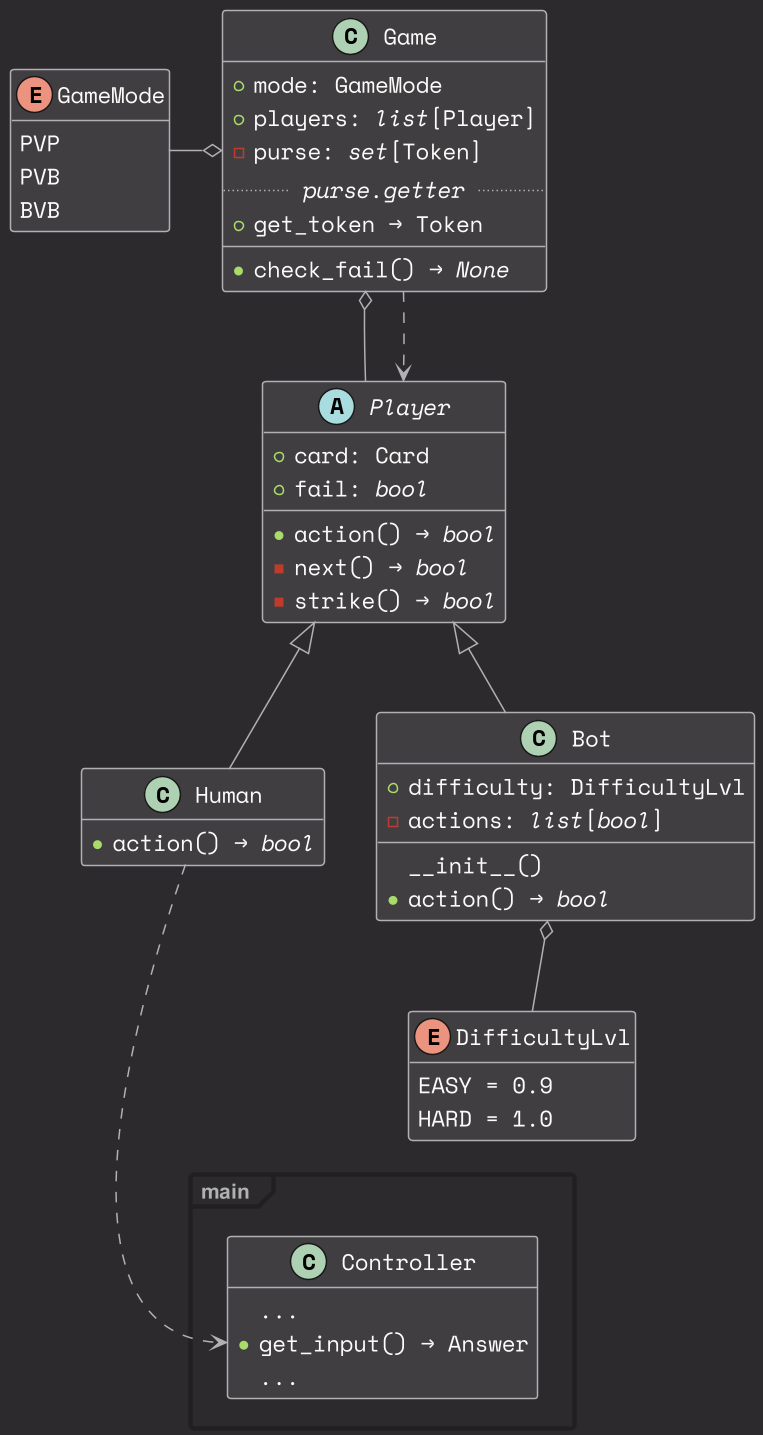 C Game
mode: GameMode
players: list[Player]
purse: set[Token]
purse.getter
get_token → Token
check_fail() → None
E GameMode
PVP
PVB
BVB
A Player
card: Card
fail: bool
action() → bool
next() → bool
strike() → bool
C Human
action() → bool
C Bot
difficulty: DifficultyLvl
actions: list[bool]
__init__()
action() → bool
E DifficultyLvl
EASY = 0.9
HARD = 1.0
main
C Controller
...
get_input() → Answer
...